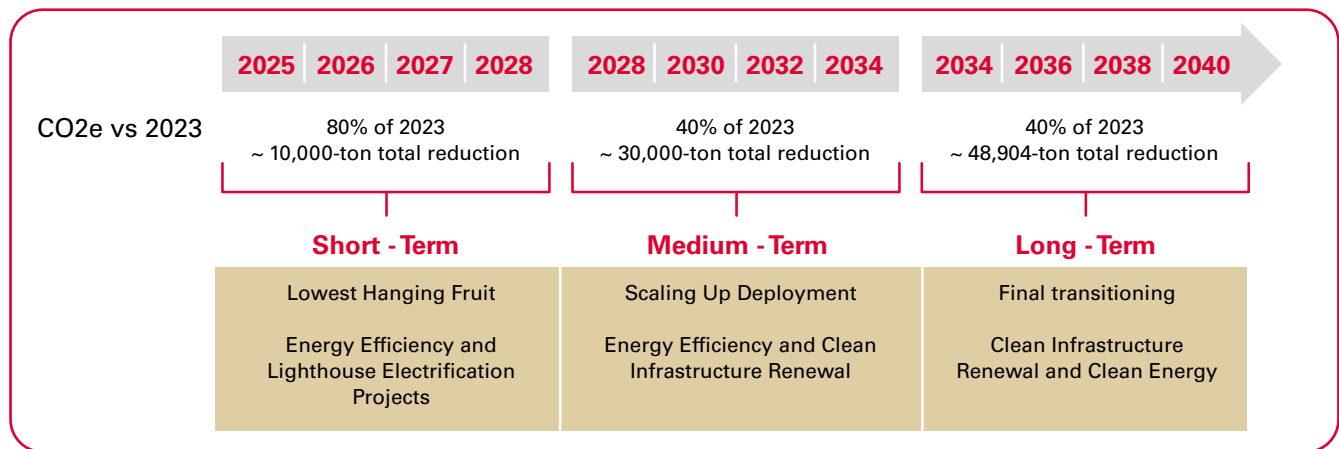 2025 2026 2027 2028 2028 2030 2032 2034 2034 2036 2038 2040
CO2e vs 2023
80% of 2023
~ 10,000-ton total reduction
40% of 2023
~ 30,000-ton total reduction
40% of 2023
~ 48,904-ton total reduction
Short - Term
Medium - Term
Long - Term
Lowest Hanging Fruit
Energy Efficiency and
Lighthouse Electrification
Projects
Scaling Up Deployment
Energy Efficiency and Clean
Infrastructure Renewal
Final transitioning
Clean Infrastructure
Renewal and Clean Energy